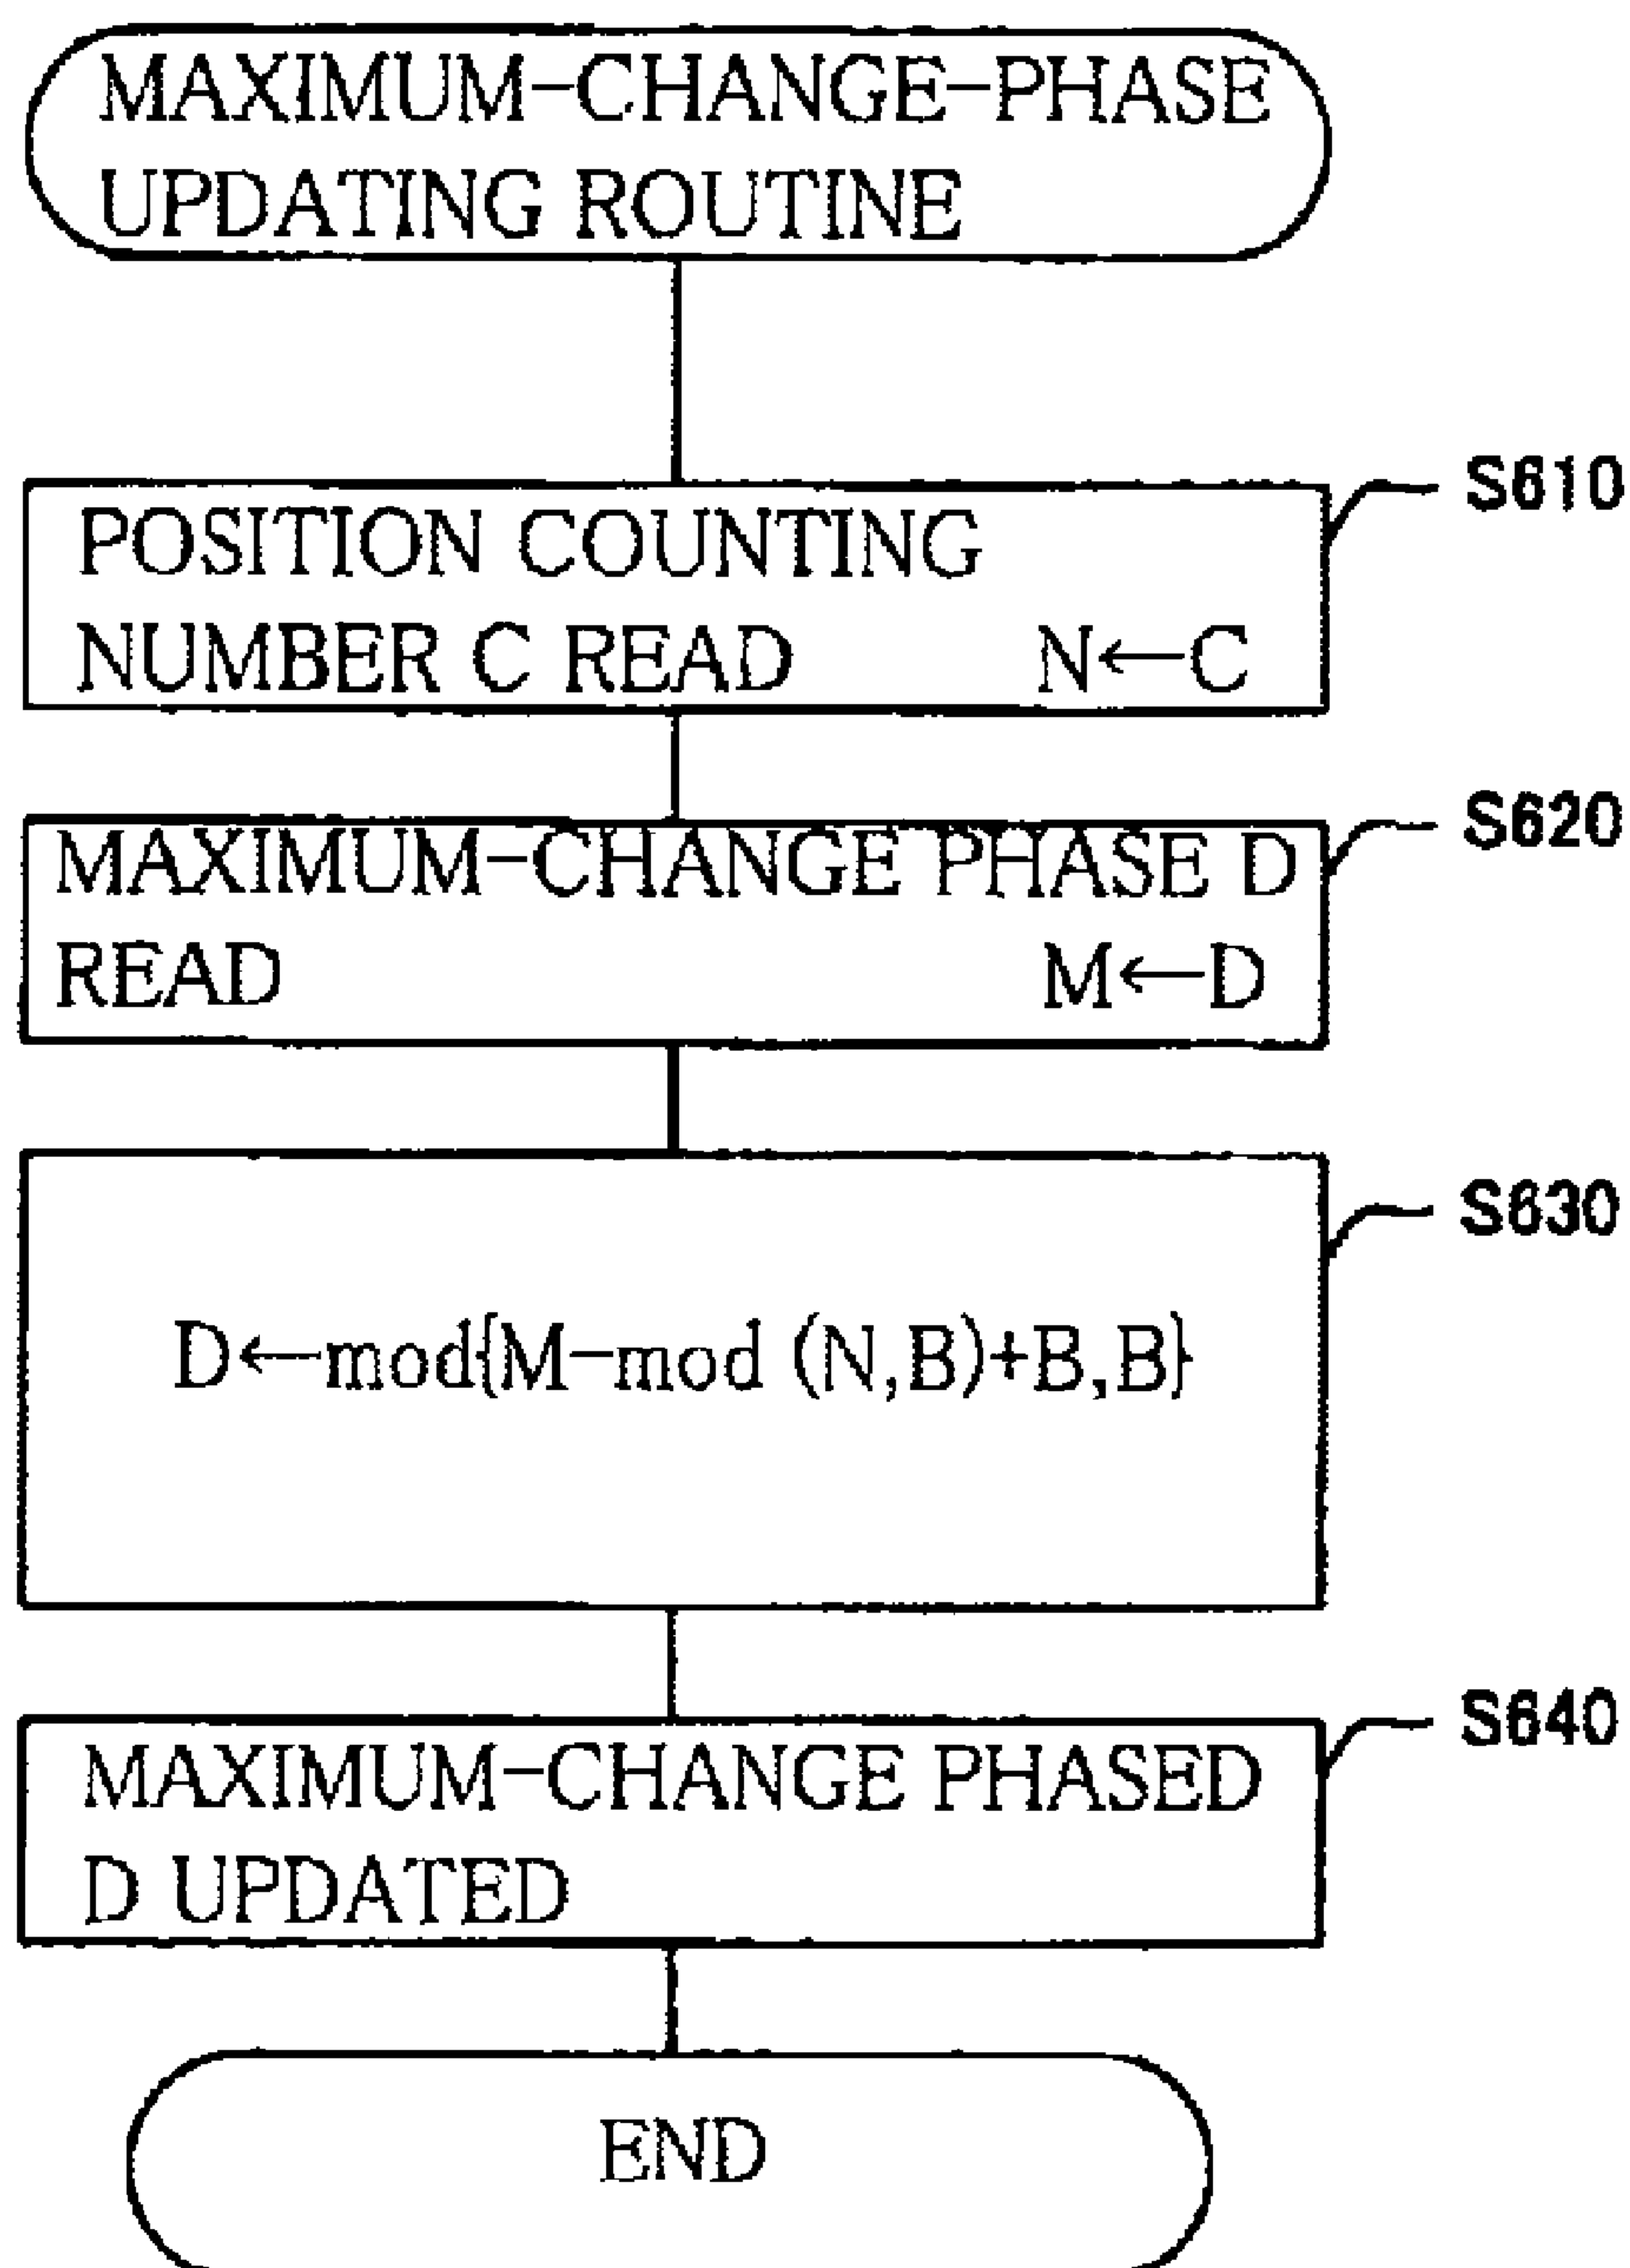 MAXIMUM-CHANGE-PHASE
UPDATING ROUTINE
S610
POSITION COUNTING
NUMBER C READ N←C
S620
MAXIMUM-CHANGE PHASE D
READ M←D
S630
D←mod{M-mod (N,B)+B,B}
S640
MAXIMUM-CHANGE PHASED
D UPDATED
END